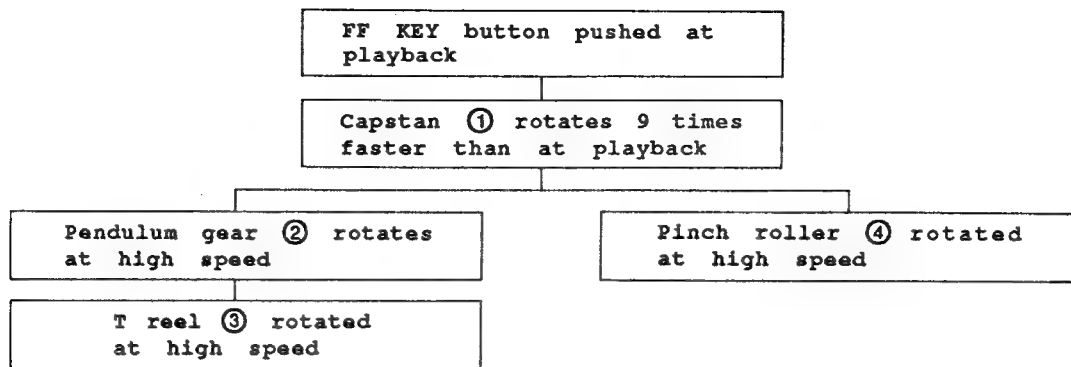 FF KEY button pushed at
playback
Capstan ① rotates 9 times
faster than at playback
Pendulum gear ② rotates
at high speed
Pinch roller ④ rotated
at high speed
T reel ③ rotated
at high speed